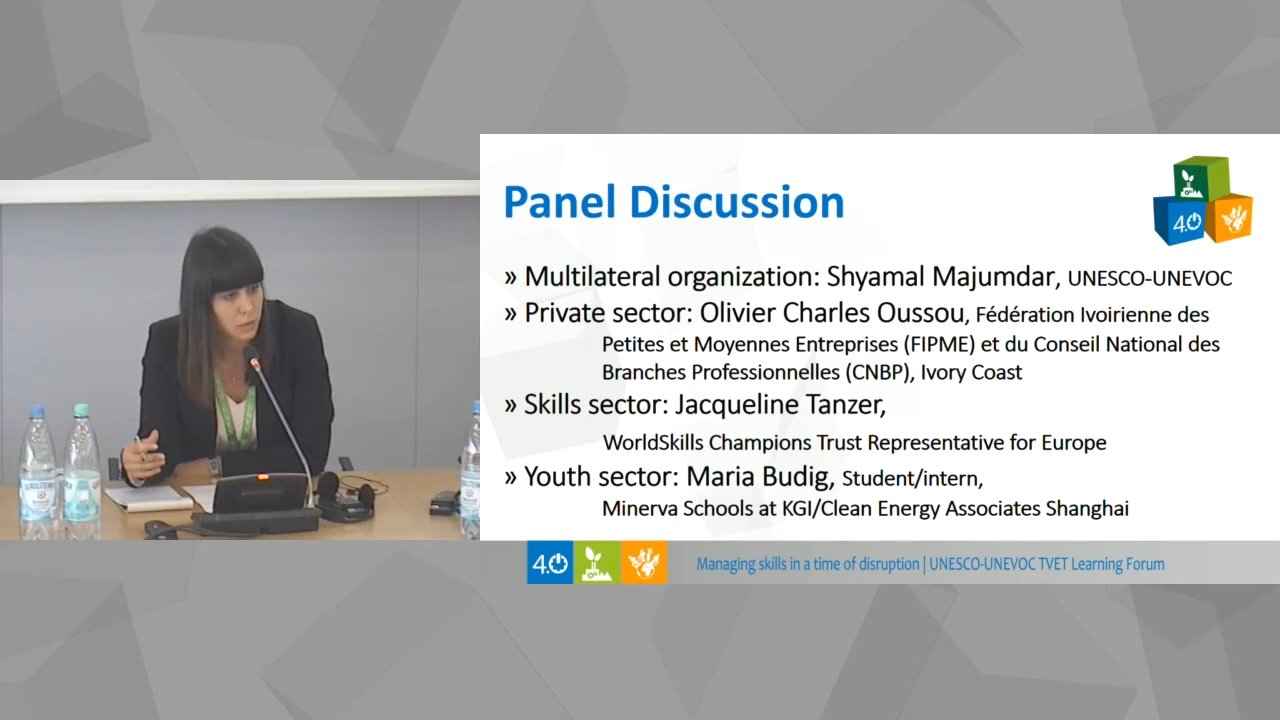 Panel Discussion
4.0
» Multilateral organization: Shyamal Majumdar, UNESCO-UNEVOC
» Private sector: Olivier Charles Oussou, Fédération Ivoirienne des
Petites et Moyennes Entreprises (FIPME) et du Conseil National des
Branches Professionnelles (CNBP), Ivory Coast
» Skills sector: Jacqueline Tanzer,
WorldSkills Champions Trust Representative for Europe
» Youth sector: Maria Budig, Student/intern,
Minerva Schools at KGI/Clean Energy Associates Shanghai
4.0
Managing skills in a time of disruption | UNESCO-UNEVOC TVET Learning Forum